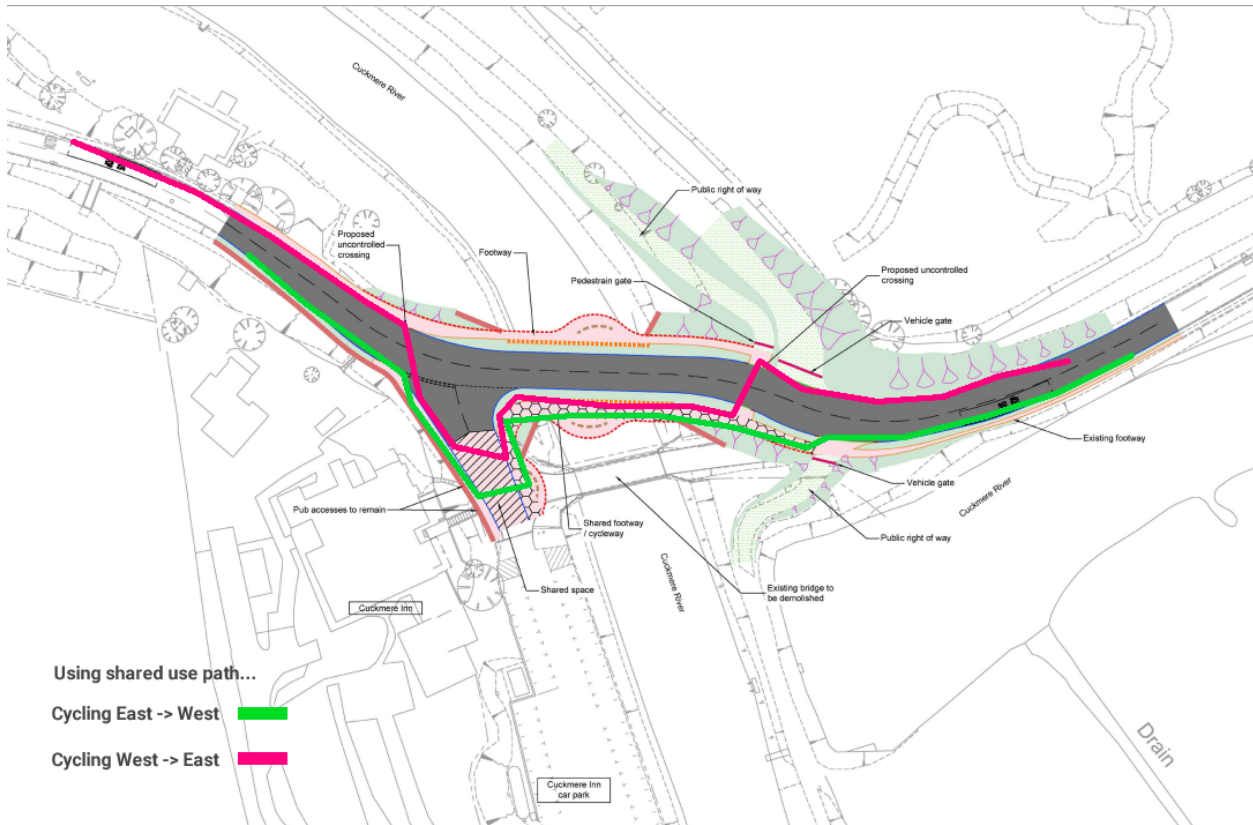 Cuckmere River
Public right of way
Proposed
uncontrolled
crossing
Footway
Pedestrain gate
Proposed uncontrolled
crossing
Vehicle gate
Existing footway
Vehicle gate
Cuckmere River
Pub accesses to remain
Shared footway
/ cycleway
Public right of way
Cuckmere River
Existing bridge to
be demolished
Shared space
Cuckmere Inn
Using shared use path...
Cycling East -> West
Cycling West -> East
Drain
Cuckmere Inn
car park